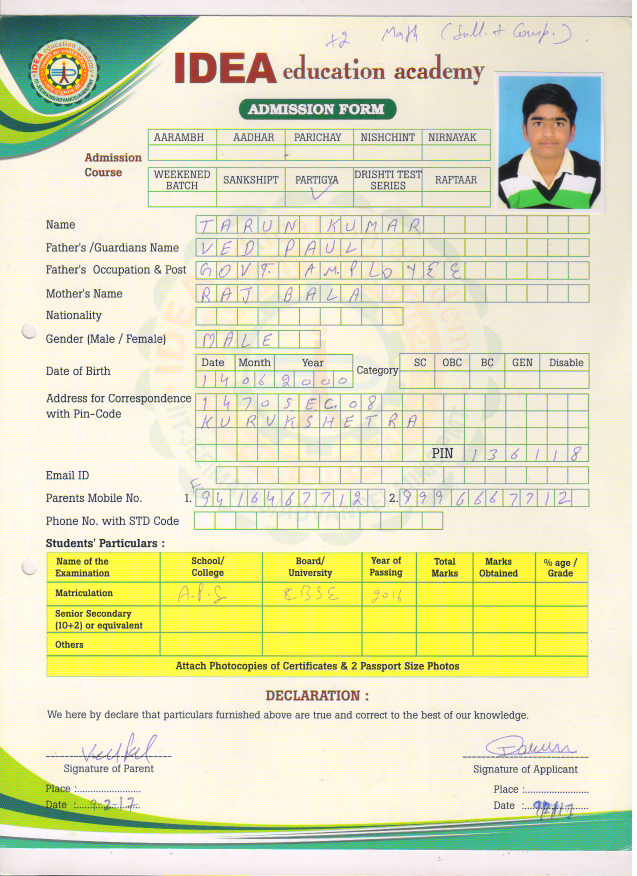 +2 Math (Full + Comp.)
IDEA education academy
ADMISSION FORM
AARAMBH AADHAR PARICHAY NISHCHINT NIRNAYAK
Admission Course
WEEKENED BATCH SANKSHIPT PARTIGYA DRISHTI TEST SERIES RAFTAAR
Name TARUN KUMAR
Father's /Guardians Name VED PAUL
Father's Occupation & Post GOVT. AMPLOYEE
Mother's Name RAJ BALA
Nationality
Gender (Male / Female) MALE
Date of Birth Date Month Year 14 06 2000 Category SC OBC BC GEN Disable
Address for Correspondence with Pin-Code 1470 SEC. 08
KURUKSHETRA
PIN 136118
Email ID
Parents Mobile No. 1. F 9416467712 2. 8996667712
Phone No. with STD Code
Students' Particulars :
Name of the Examination School/ College Board/ University Year of Passing Total Marks Marks Obtained % age / Grade
Matriculation A.P.S CBSE 2016
Senior Secondary (10+2) or equivalent
Others
Attach Photocopies of Certificates & 2 Passport Size Photos
DECLARATION :
We here by declare that particulars furnished above are true and correct to the best of our knowledge.
Signature of Parent Signature of Applicant
Place : Place :
Date : 9-2-17 Date : 9/2/17